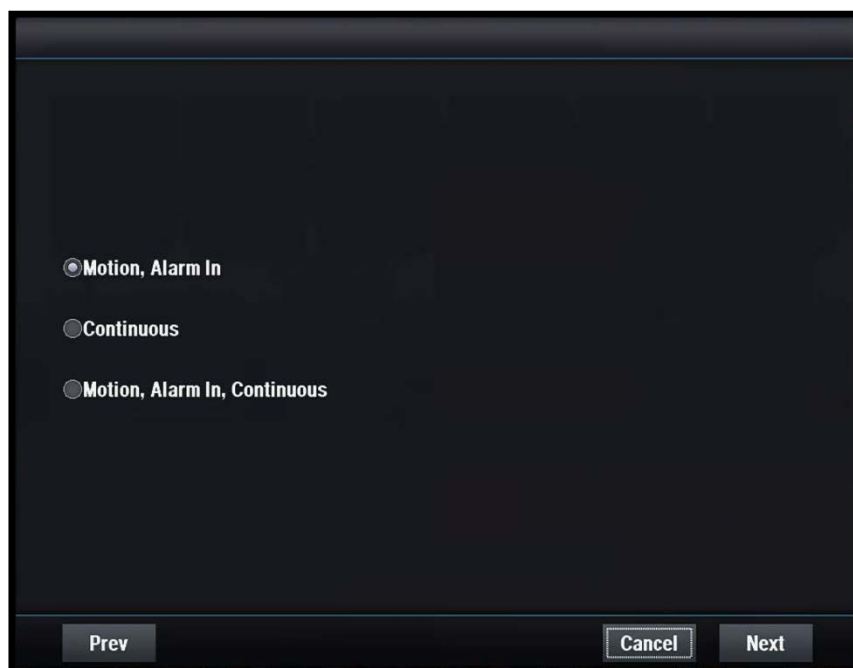 Motion, Alarm In
Continuous
Motion, Alarm In, Continuous
Prev Cancel Next